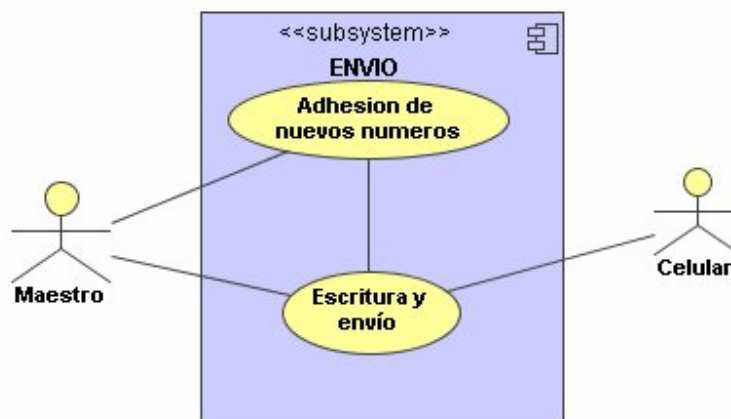 <<subsystem>>
ENVIO
Adhesion de
nuevos numeros
Maestro
Celular
Escritura y
envío